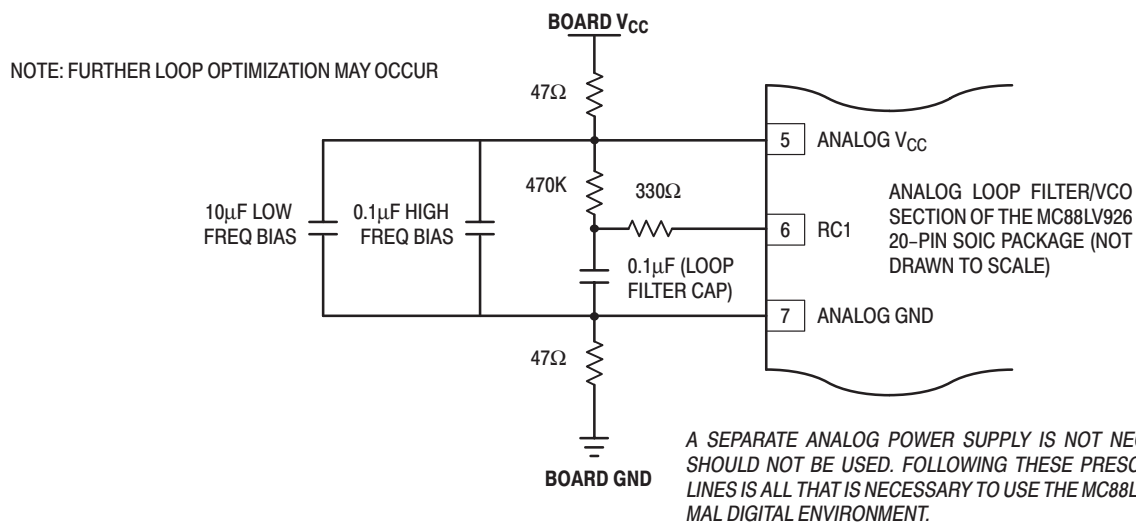 BOARD VCC
NOTE: FURTHER LOOP OPTIMIZATION MAY OCCUR
47Ω
5 ANALOG VCC
470K
330Ω
10μF LOW
FREQ BIAS
0.1μF HIGH
FREQ BIAS
6 RC1
ANALOG LOOP FILTER/VCO
SECTION OF THE MC88LV926
20–PIN SOIC PACKAGE (NOT
DRAWN TO SCALE)
0.1μF (LOOP
FILTER CAP)
7 ANALOG GND
47Ω
BOARD GND
A SEPARATE ANALOG POWER SUPPLY IS NOT
SHOULD NOT BE USED. FOLLOWING THESE
LINES IS ALL THAT IS NECESSARY TO USE THE
MAL DIGITAL ENVIRONMENT.